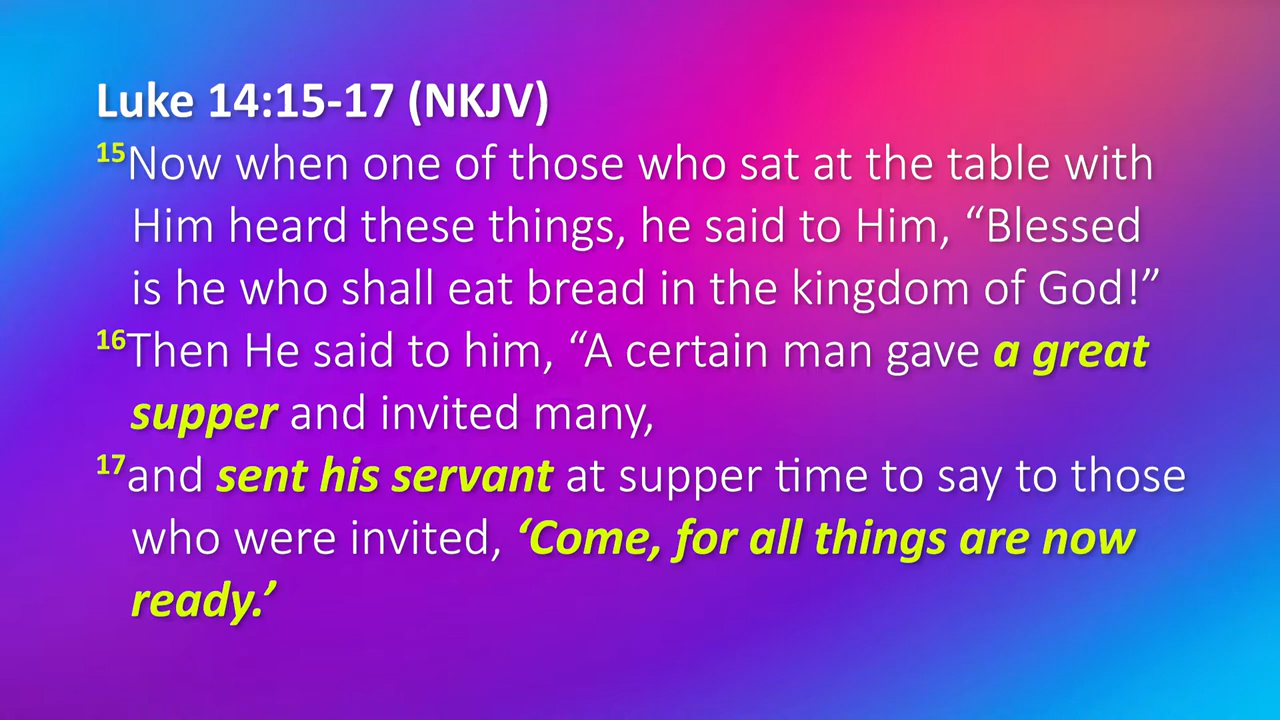 Luke 14:15-17 (NKJV)
15Now when one of those who sat at the table with
Him heard these things, he said to Him, “Blessed
is he who shall eat bread in the kingdom of God!”
16Then He said to him, “A certain man gave a great
supper and invited many,
17and sent his servant at supper time to say to those
who were invited, ‘Come, for all things are now
ready.’